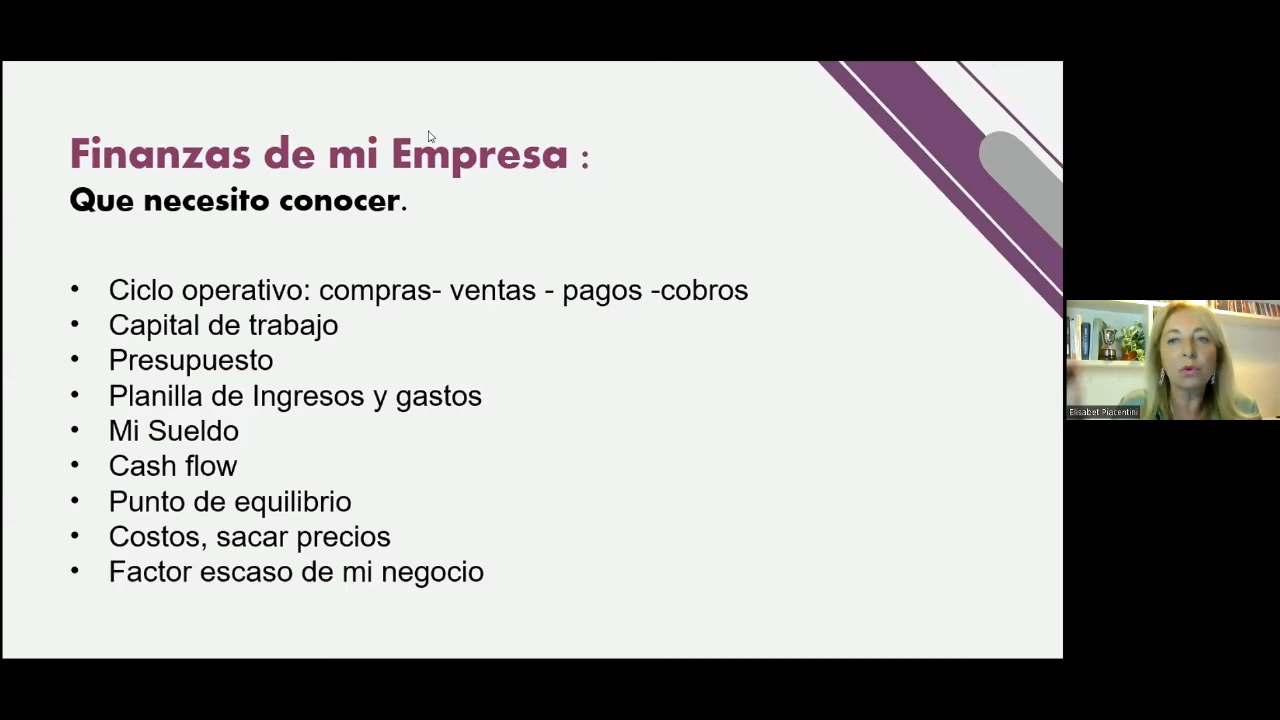 Finanzas de mi Empresa :
Que necesito conocer.
• Ciclo operativo: compras- ventas - pagos -cobros
• Capital de trabajo
• Presupuesto
• Planilla de Ingresos y gastos
• Mi Sueldo
• Cash flow
• Punto de equilibrio
• Costos, sacar precios
• Factor escaso de mi negocio
Elisabet Piacentini